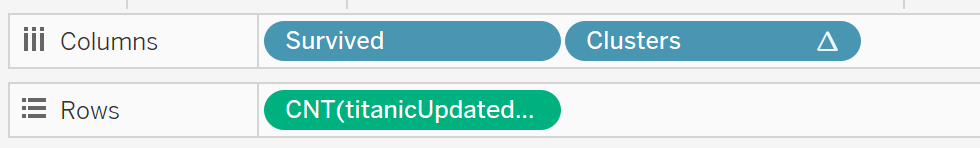 Columns Survived Clusters Δ
Rows CNT(titanicUpdated...